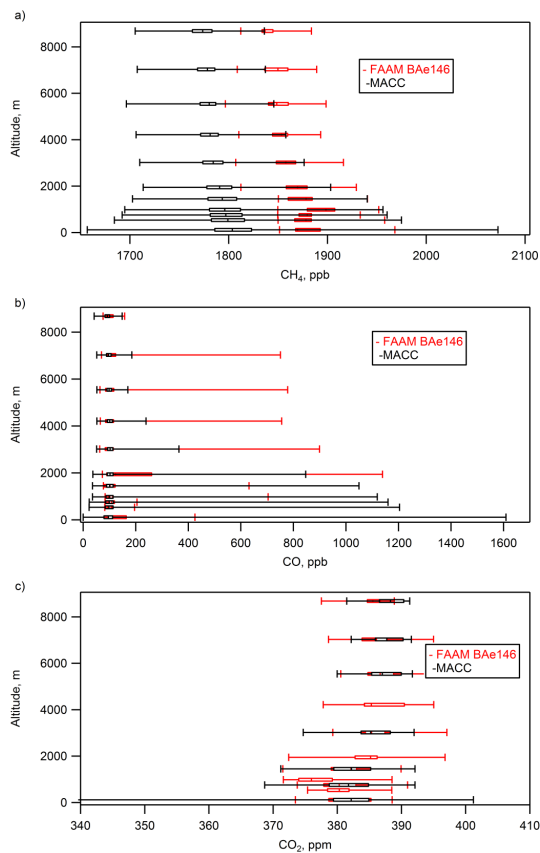 a)
8000
6000
4000
2000
0
Altitude, m
- FAAM BAe146
-MACC
1700 1800 1900 2000 2100
CH4, ppb
b)
8000
6000
4000
2000
0
Altitude, m
- FAAM BAe146
-MACC
0 200 400 600 800 1000 1200 1400 1600
CO, ppb
c)
8000
6000
4000
2000
0
Altitude, m
- FAAM BAe146
-MACC
340 350 360 370 380 390 400 410
CO2, ppm